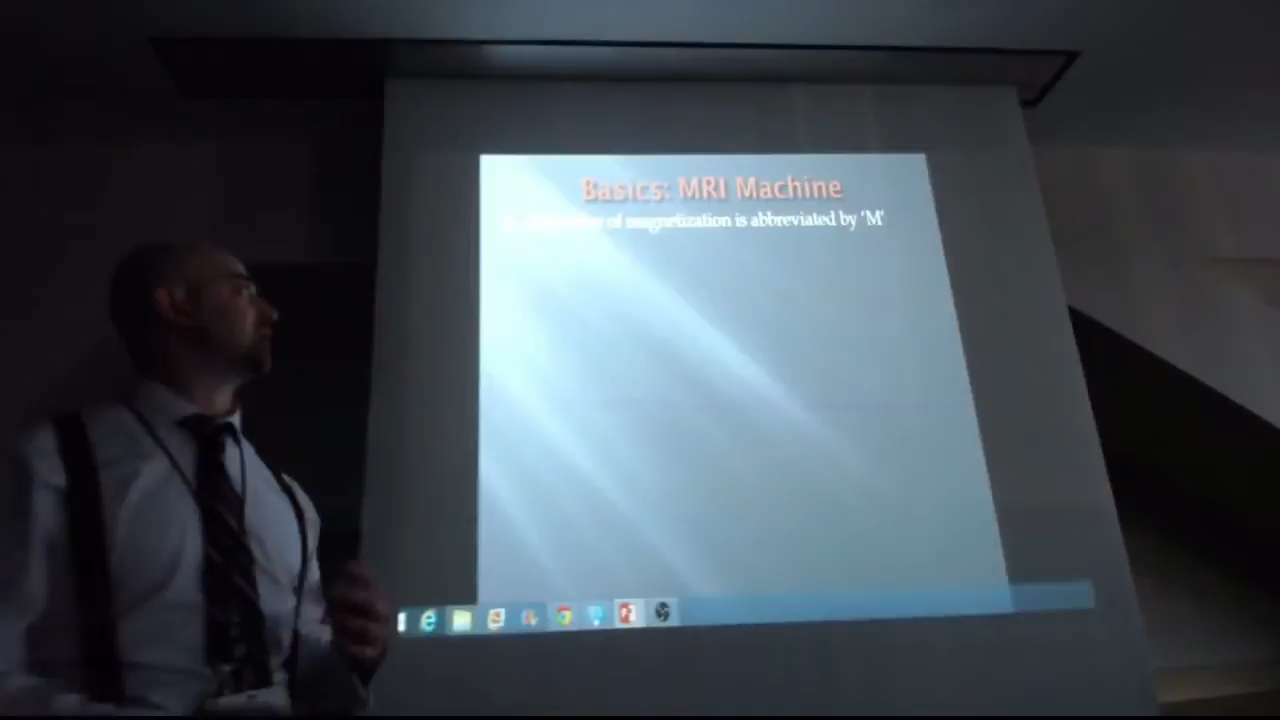 Basics: MRI Machine
of magnetization is abbreviated by ‘M’